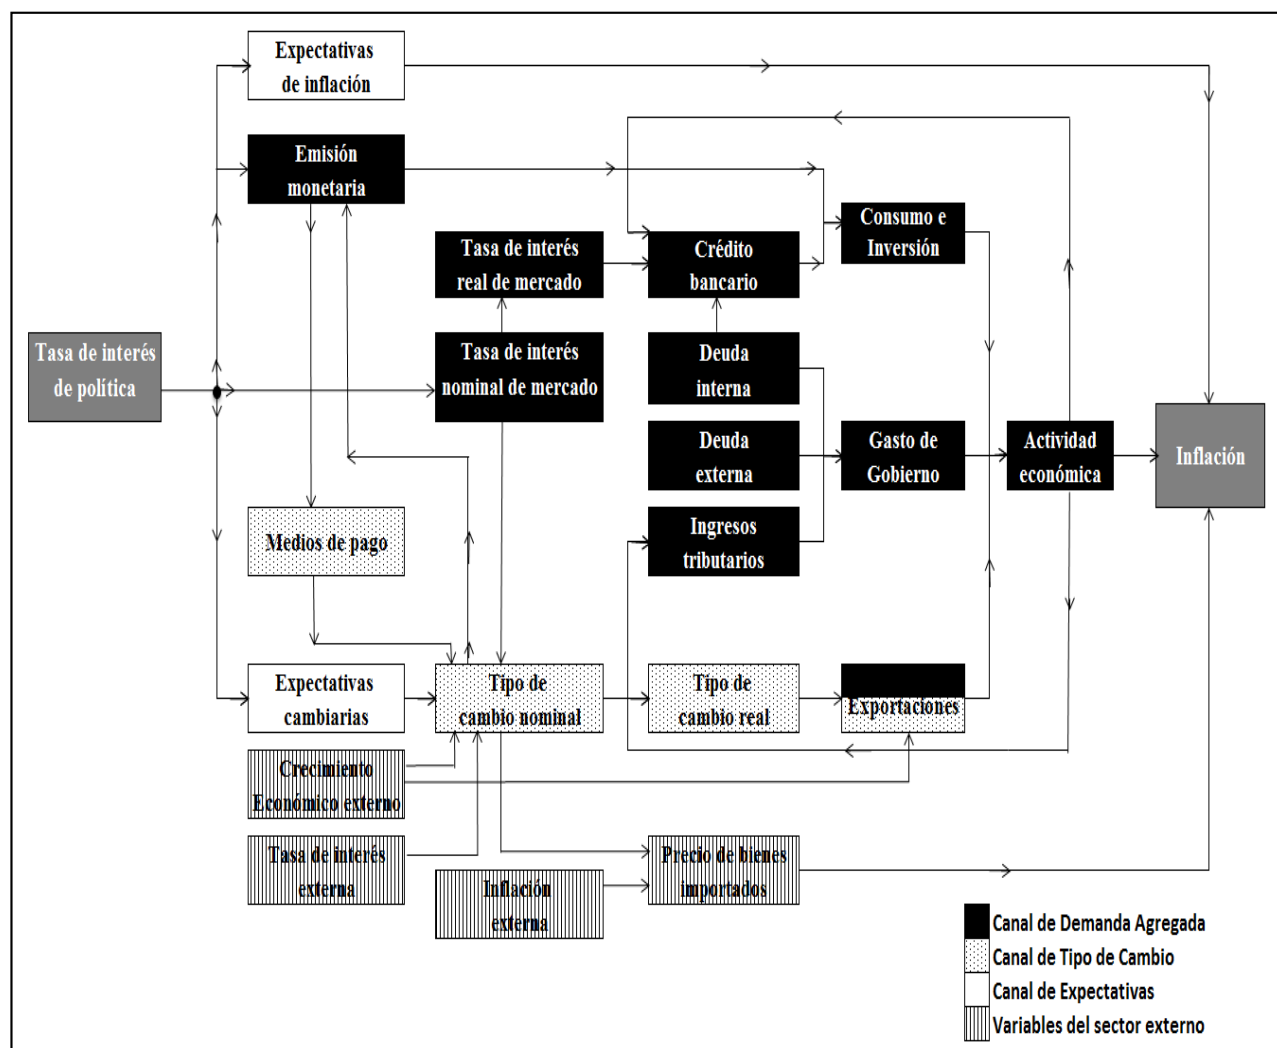 Expectativas
de inflación
Emisión
monetaria
Consumo e
Inversión
Tasa de interés
real de mercado
Crédito
bancario
Tasa de interés
de política
Tasa de interés
nominal de mercado
Deuda
interna
Deuda
externa
Gasto de
Gobierno
Actividad
económica
Inflación
Medios de pago
Ingresos
tributarios
Expectativas
cambiarias
Tipo de
cambio nominal
Tipo de
cambio real
Exportaciones
Crecimiento
Económico externo
Tasa de interés
externa
Inflación
externa
Precio de bienes
importados
Canal de Demanda Agregada
Canal de Tipo de Cambio
Canal de Expectativas
Variables del sector externo